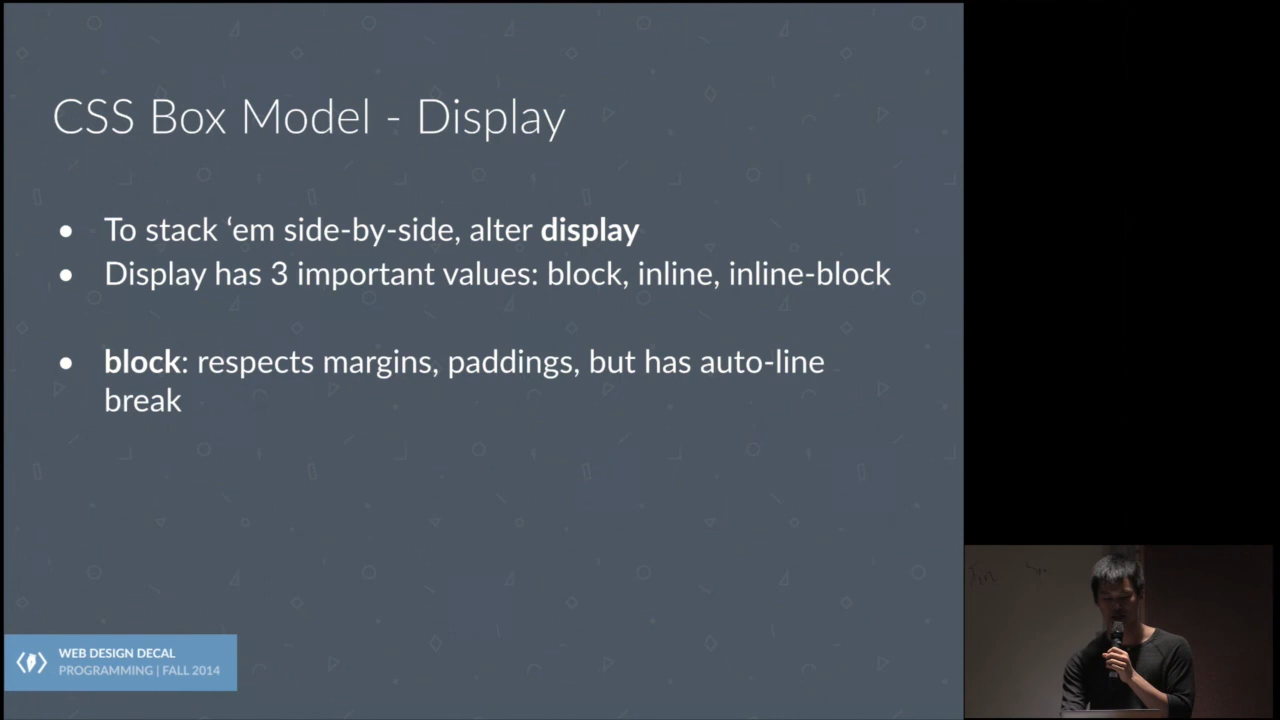 CSS Box Model - Display
• To stack ‘em side-by-side, alter display
• Display has 3 important values: block, inline, inline-block
• block: respects margins, paddings, but has auto-line
break
WEB DESIGN DECAL
PROGRAMMING | FALL 2014